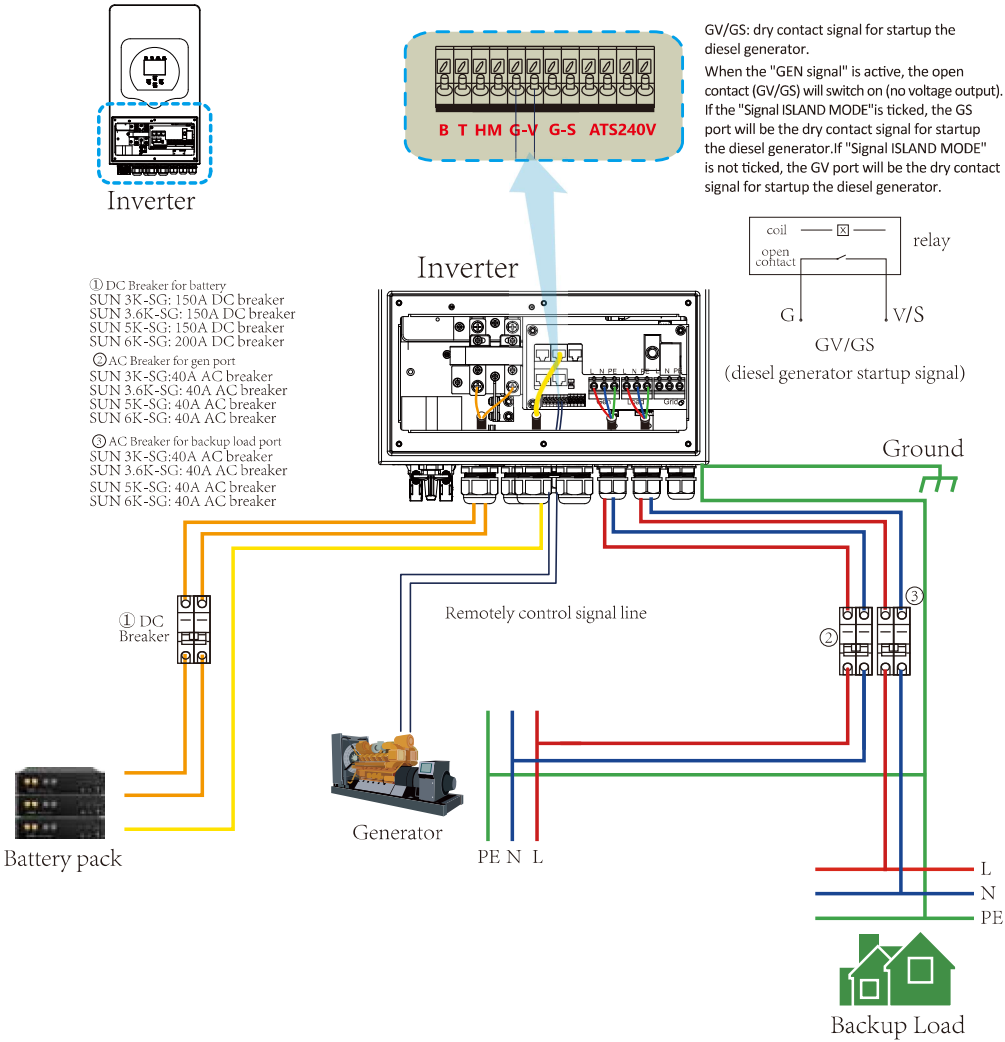 GV/GS: dry contact signal for startup the
diesel generator.
When the "GEN signal" is active, the open
contact (GV/GS) will switch on (no voltage output).
If the "Signal ISLAND MODE"is ticked, the GS
port will be the dry contact signal for startup
the diesel generator.If "Signal ISLAND MODE"
is not ticked, the GV port will be the dry contact
signal for startup the diesel generator.
B T HM G-V G-S ATS240V
Inverter
coil
open
contact
relay
G
V/S
GV/GS
(diesel generator startup signal)
Inverter
① DC Breaker for battery
SUN 3K-SG: 150A DC breaker
SUN 3.6K-SG: 150A DC breaker
SUN 5K-SG: 150A DC breaker
SUN 6K-SG: 200A DC breaker
② AC Breaker for gen port
SUN 3K-SG:40A AC breaker
SUN 3.6K-SG: 40A AC breaker
SUN 5K-SG: 40A AC breaker
SUN 6K-SG: 40A AC breaker
③ AC Breaker for backup load port
SUN 3K-SG:40A AC breaker
SUN 3.6K-SG: 40A AC breaker
SUN 5K-SG: 40A AC breaker
SUN 6K-SG: 40A AC breaker
L N PE L N PE L N
Load Grid
Ground
① DC
Breaker
Remotely control signal line
②
③
Generator
Battery pack
PE N L
L
N
PE
Backup Load